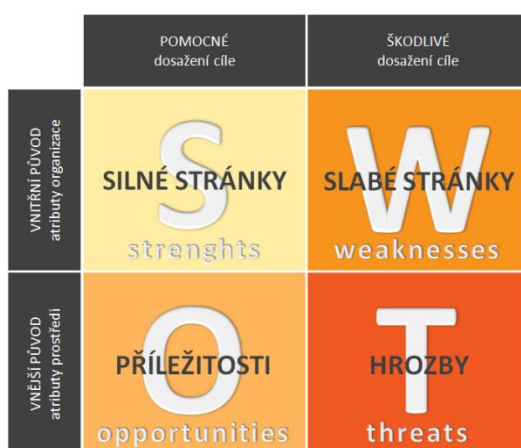 POMOCNÉ
dosažení cíle
ŠKODLIVÉ
dosažení cíle
VNITŘNÍ PŮVOD
atributy organizace
S
SILNÉ STRÁNKY
strenghts
W
SLABÉ STRÁNKY
weaknesses
VNĚJŠÍ PŮVOD
atributy prostředí
O
PŘÍLEŽITOSTI
opportunities
T
HROZBY
threats